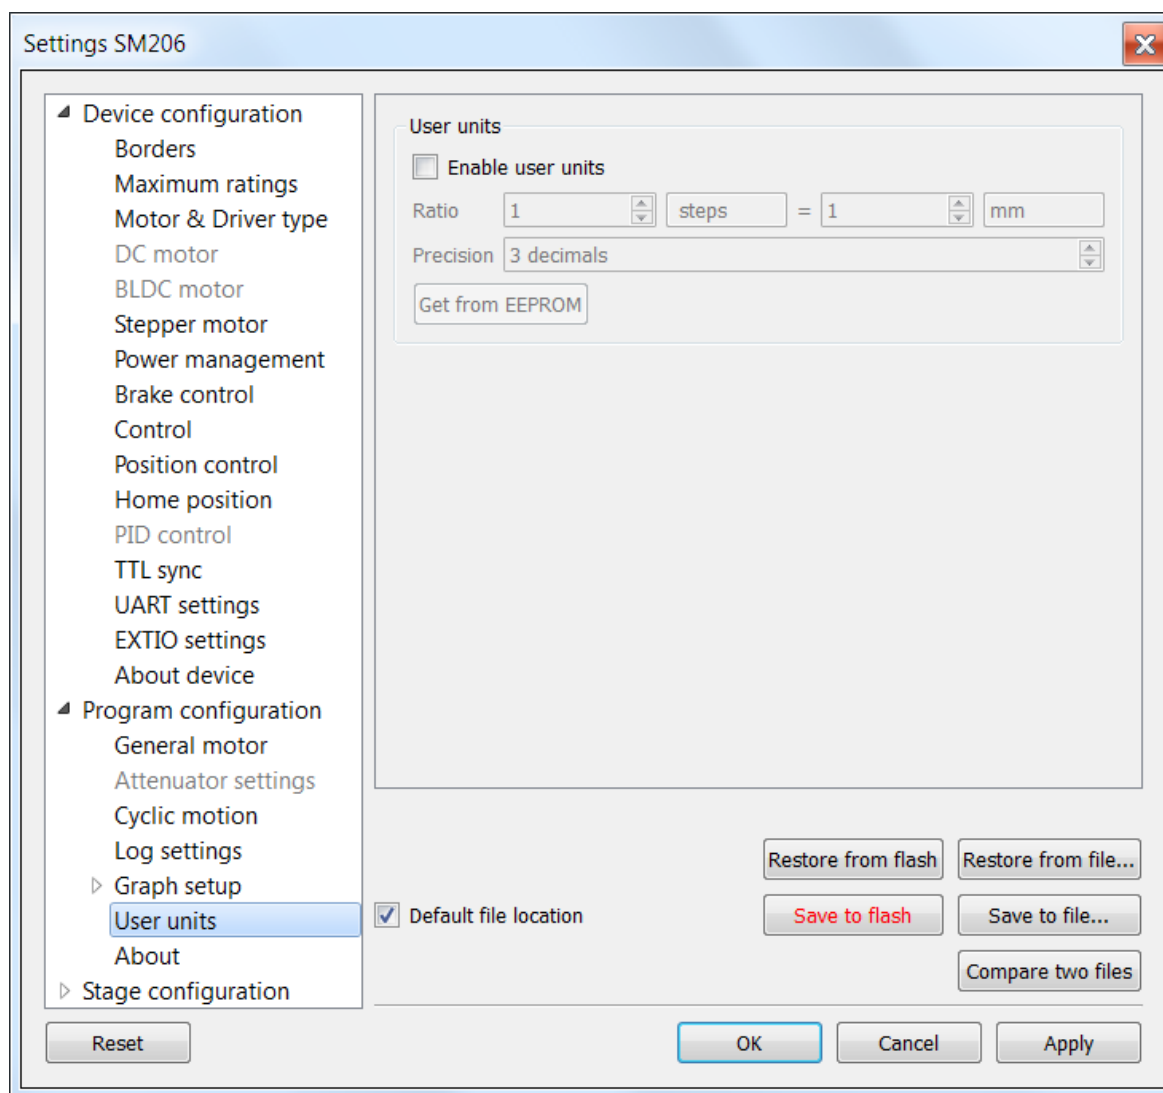 Settings SM206
Device configuration
Borders
Maximum ratings
Motor & Driver type
DC motor
BLDC motor
Stepper motor
Power management
Brake control
Control
Position control
Home position
PID control
TTL sync
UART settings
EXTIO settings
About device
Program configuration
General motor
Attenuator settings
Cyclic motion
Log settings
Graph setup
User units
About
Stage configuration
User units
Enable user units
Ratio 1 steps = 1 mm
Precision 3 decimals
Get from EEPROM
Restore from flash Restore from file...
Default file location Save to flash Save to file...
Compare two files
Reset OK Cancel Apply